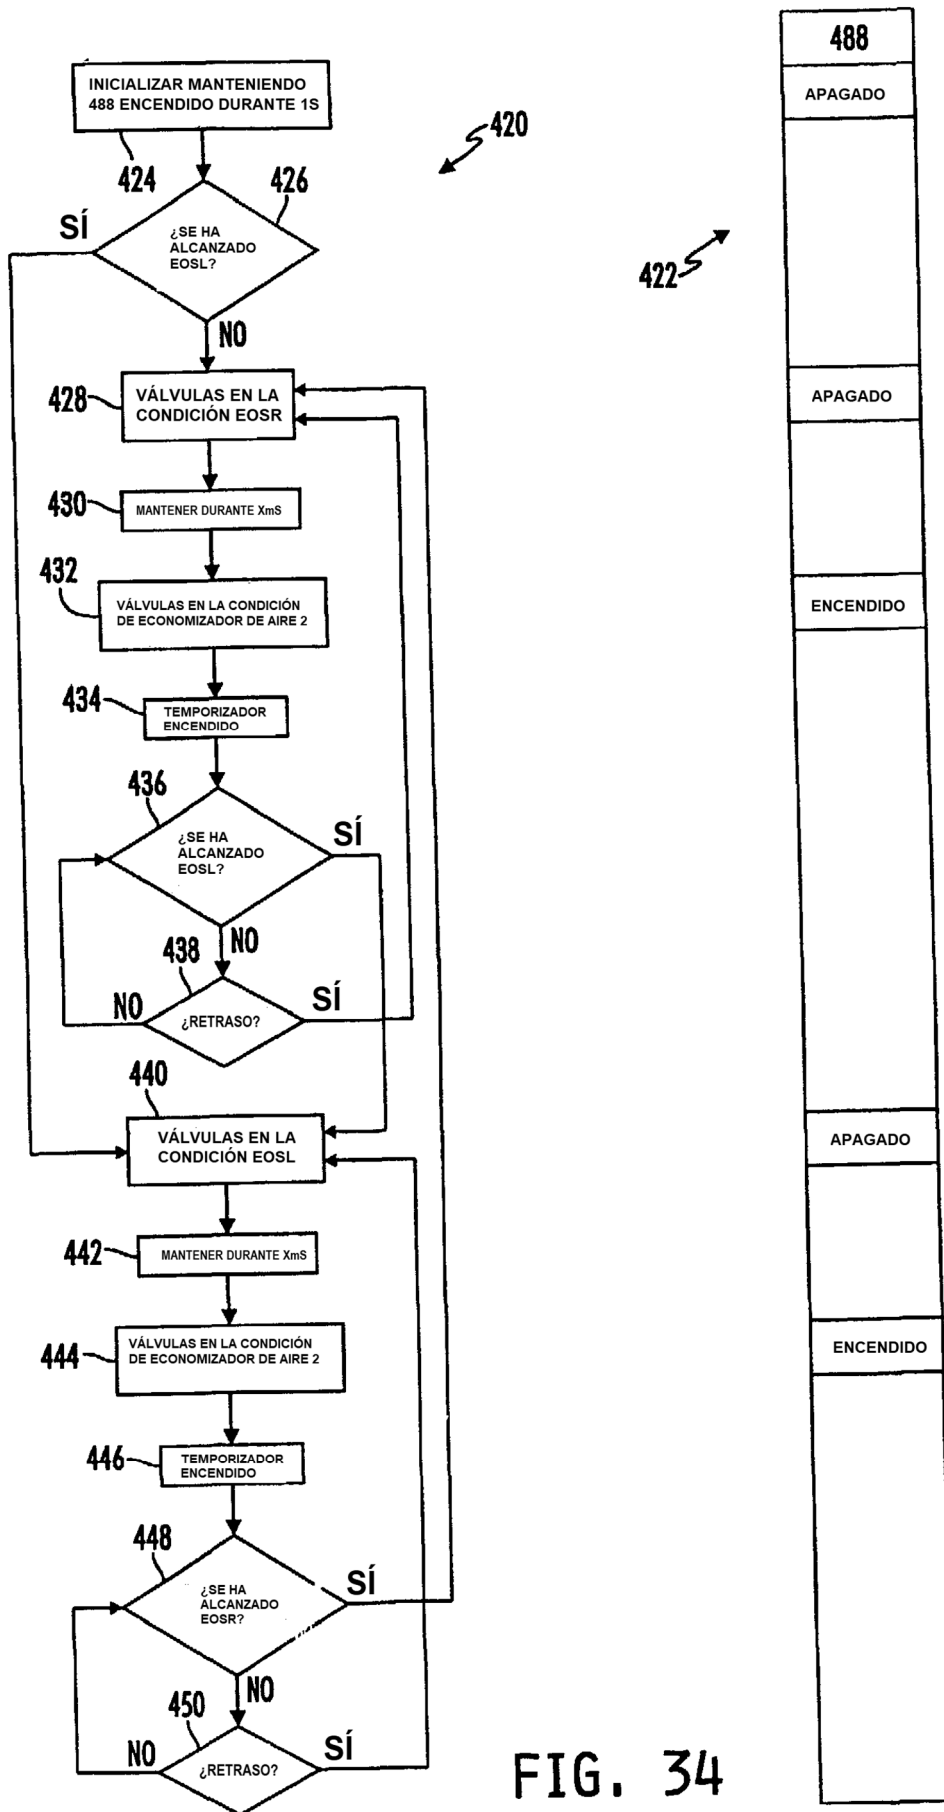 INICIALIZAR MANTENIENDO
488 ENCENDIDO DURANTE 1S
424
426
SÍ
¿SE HA
ALCANZADO
EOSL?
NO
428
VÁLVULAS EN LA
CONDICIÓN EOSR
430
MANTENER DURANTE XmS
432
VÁLVULAS EN LA CONDICIÓN
DE ECONOMIZADOR DE AIRE 2
434
TEMPORIZADOR
ENCENDIDO
436
¿SE HA
ALCANZADO
EOSL?
SÍ
NO
438
NO
¿RETRASO?
SÍ
440
VÁLVULAS EN LA
CONDICIÓN EOSL
442
MANTENER DURANTE XmS
444
VÁLVULAS EN LA CONDICIÓN
DE ECONOMIZADOR DE AIRE 2
446
TEMPORIZADOR
ENCENDIDO
448
¿SE HA
ALCANZADO
EOSR?
SÍ
NO
450
NO
¿RETRASO?
SÍ
420
422
488
APAGADO
APAGADO
ENCENDIDO
APAGADO
ENCENDIDO
FIG. 34